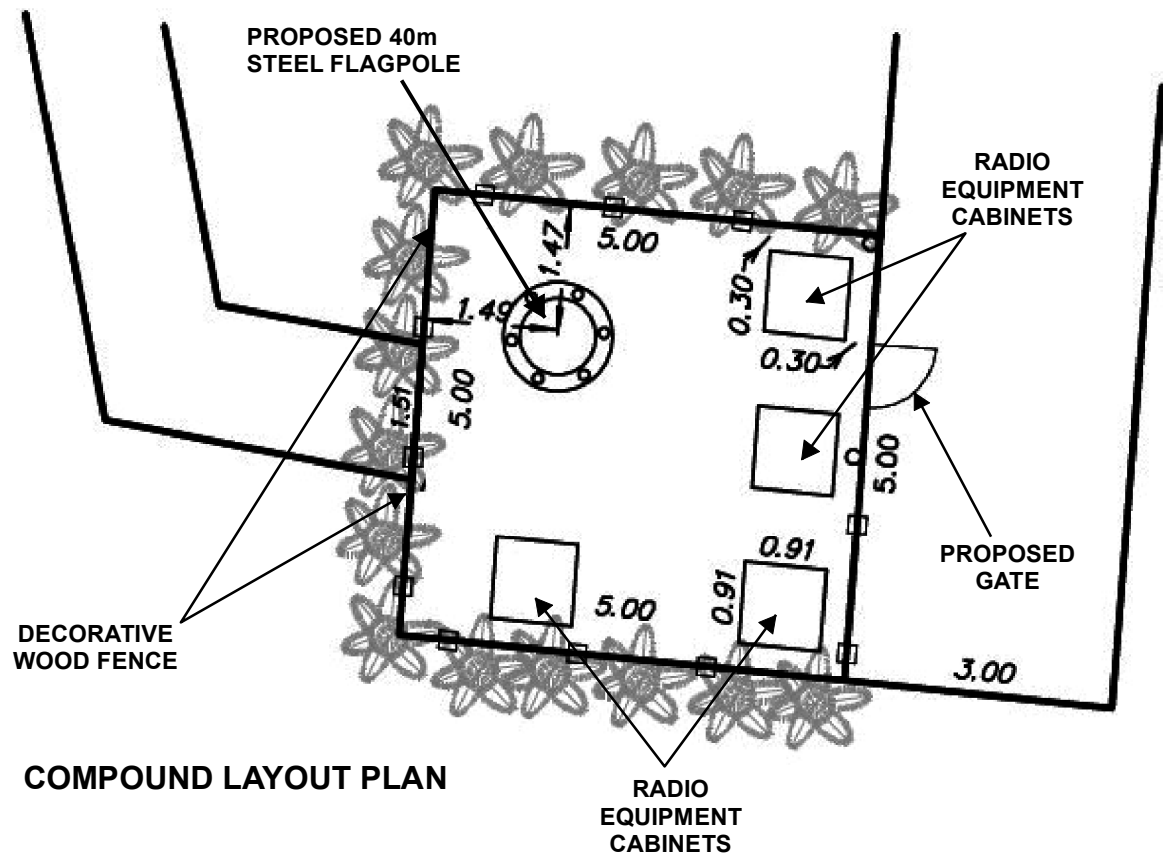 PROPOSED 40m
STEEL FLAGPOLE
RADIO
EQUIPMENT
CABINETS
5.00
1.47
0.30
1.49
0.30
1.51
5.00
5.00
PROPOSED
GATE
0.91
0.91
5.00
DECORATIVE
WOOD FENCE
3.00
COMPOUND LAYOUT PLAN
RADIO
EQUIPMENT
CABINETS